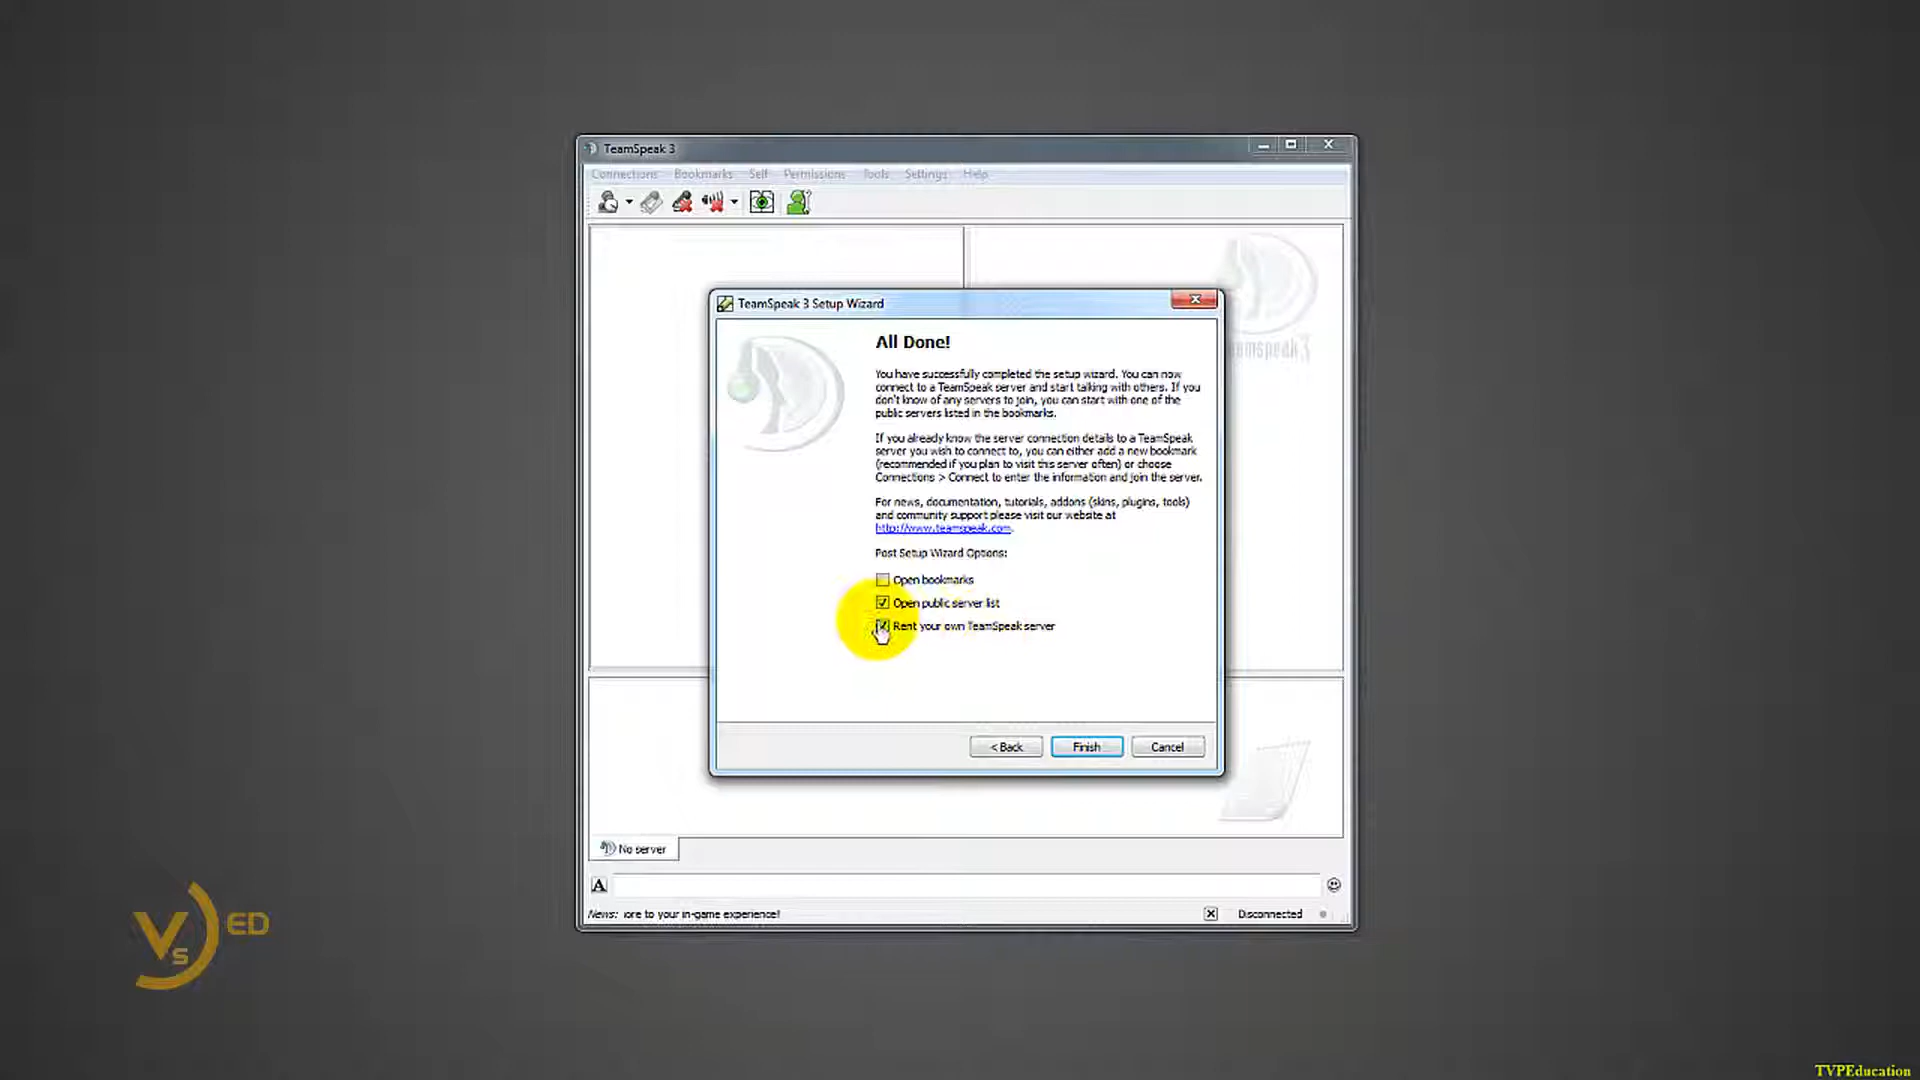 TeamSpeak 3
Connections Bookmarks Self Permissions Tools Settings Help
teamspeak3
TeamSpeak 3 Setup Wizard
All Done!
You have successfully completed the setup wizard. You can now
connect to a TeamSpeak server and start talking with others. If you
don't know of any servers to join, you can start with one of the
public servers listed in the bookmarks.
If you already know the server connection details to a TeamSpeak
server you wish to connect to, you can either add a new bookmark
(recommended if you plan to visit this server often) or choose
Connections > Connect to enter the information and join the server.
For news, documentation, tutorials, addons (skins, plugins, tools)
and community support please visit our website at
http://www.teamspeak.com.
Post Setup Wizard Options:
Open bookmarks
Open public server list
Rent your own TeamSpeak server
< Back Finish Cancel
No server
A
News: ore to your in-game experience! Disconnected
Vs ED
TVPEducation